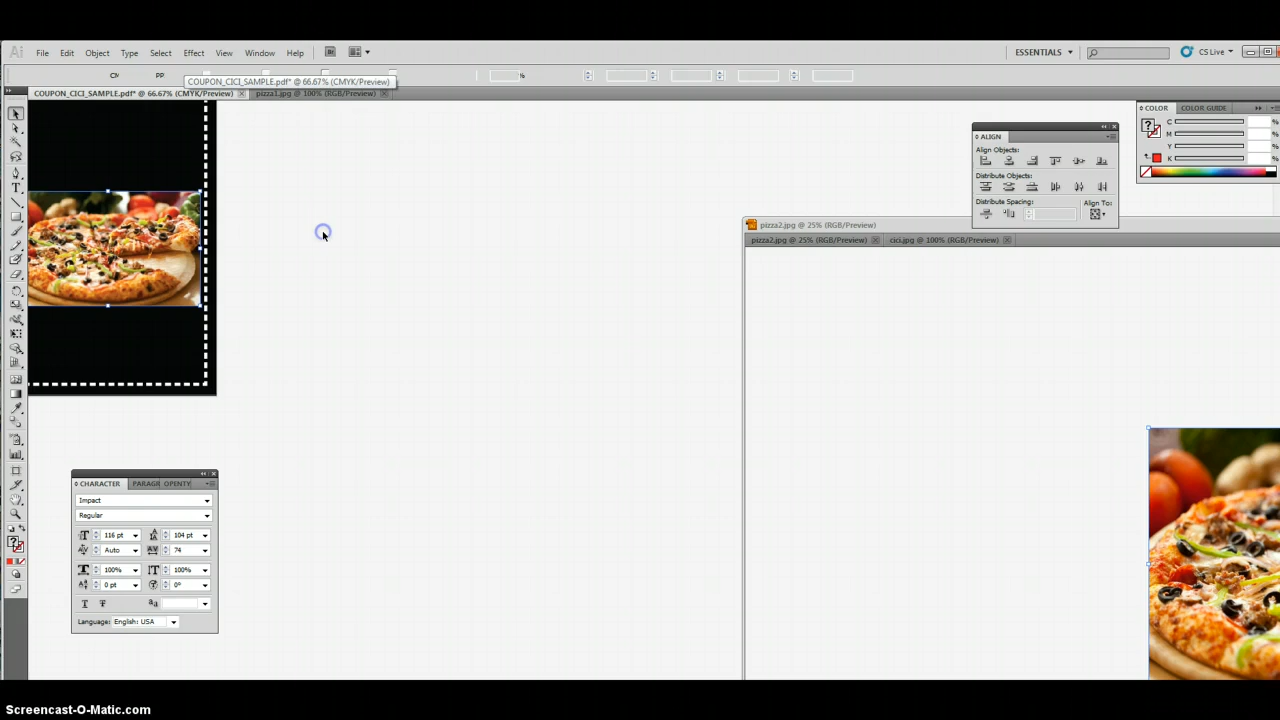 Ai File Edit Object Type Select Effect View Window Help Br ESSENTIALS CS Live
COUPON_CICI_SAMPLE.pdf* @ 66.67% (CMYK/Preview)
%
COUPON_CICI_SAMPLE.pdf* @ 66.67% (CMYK/Preview) pizza1.jpg @ 100% (RGB/Preview)
COLOR COLOR GUIDE
C %
M %
Y %
K %
ALIGN
Align Objects:
Distribute Objects:
Distribute Spacing: Align To:
pizza2.jpg @ 25% (RGB/Preview)
pizza2.jpg @ 25% (RGB/Preview) cici.jpg @ 100% (RGB/Preview)
CHARACTER PARAGR OPENTY
Impact
Regular
116 pt 104 pt
Auto 74
100% 100%
0 pt 0°
Language: English: USA
Screencast-O-Matic.com